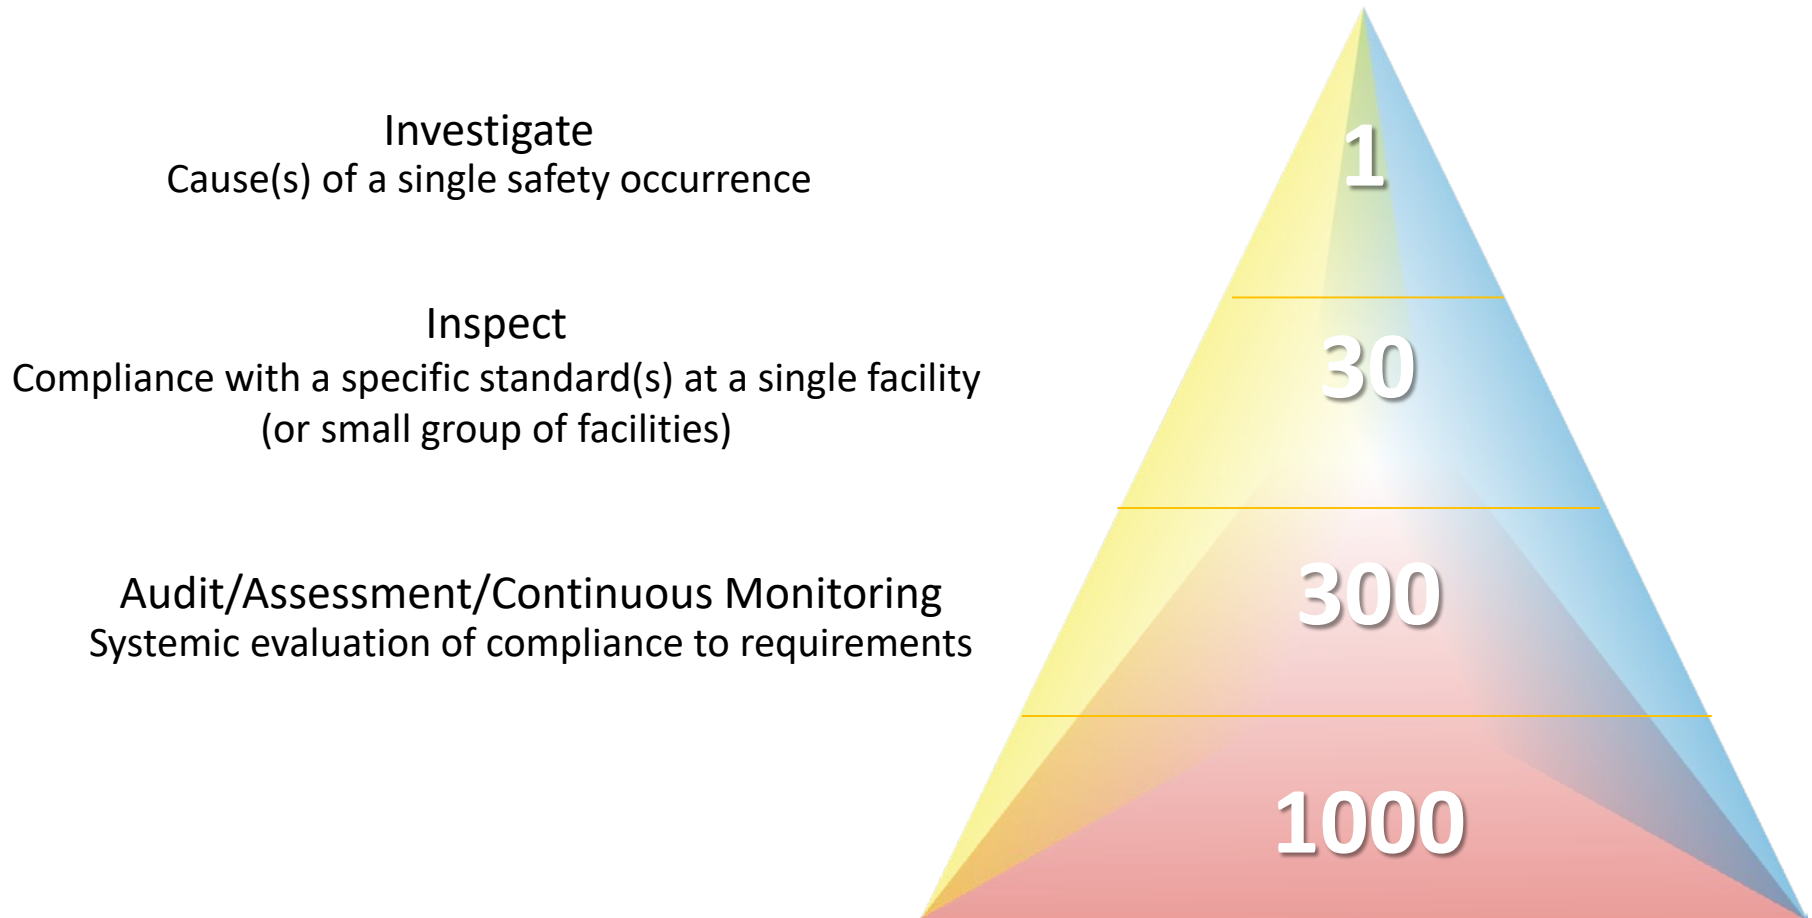 Investigate
Cause(s) of a single safety occurrence
1
Inspect
Compliance with a specific standard(s) at a single facility
(or small group of facilities)
30
Audit/Assessment/Continuous Monitoring
Systemic evaluation of compliance to requirements
300
1000